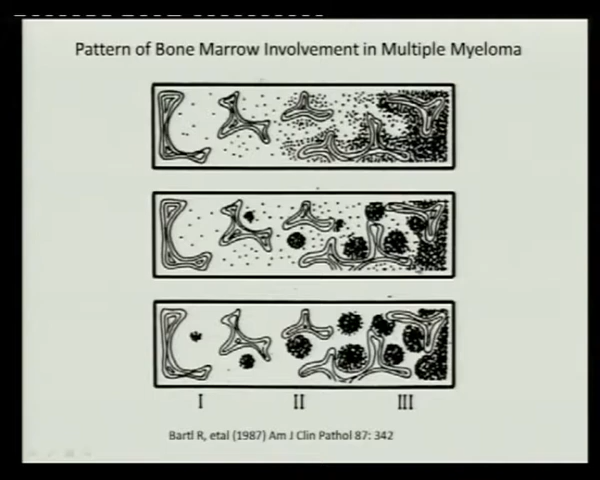 Pattern of Bone Marrow Involvement in Multiple Myeloma
I II III
Bartl R, etal (1987) Am J Clin Pathol 87: 342